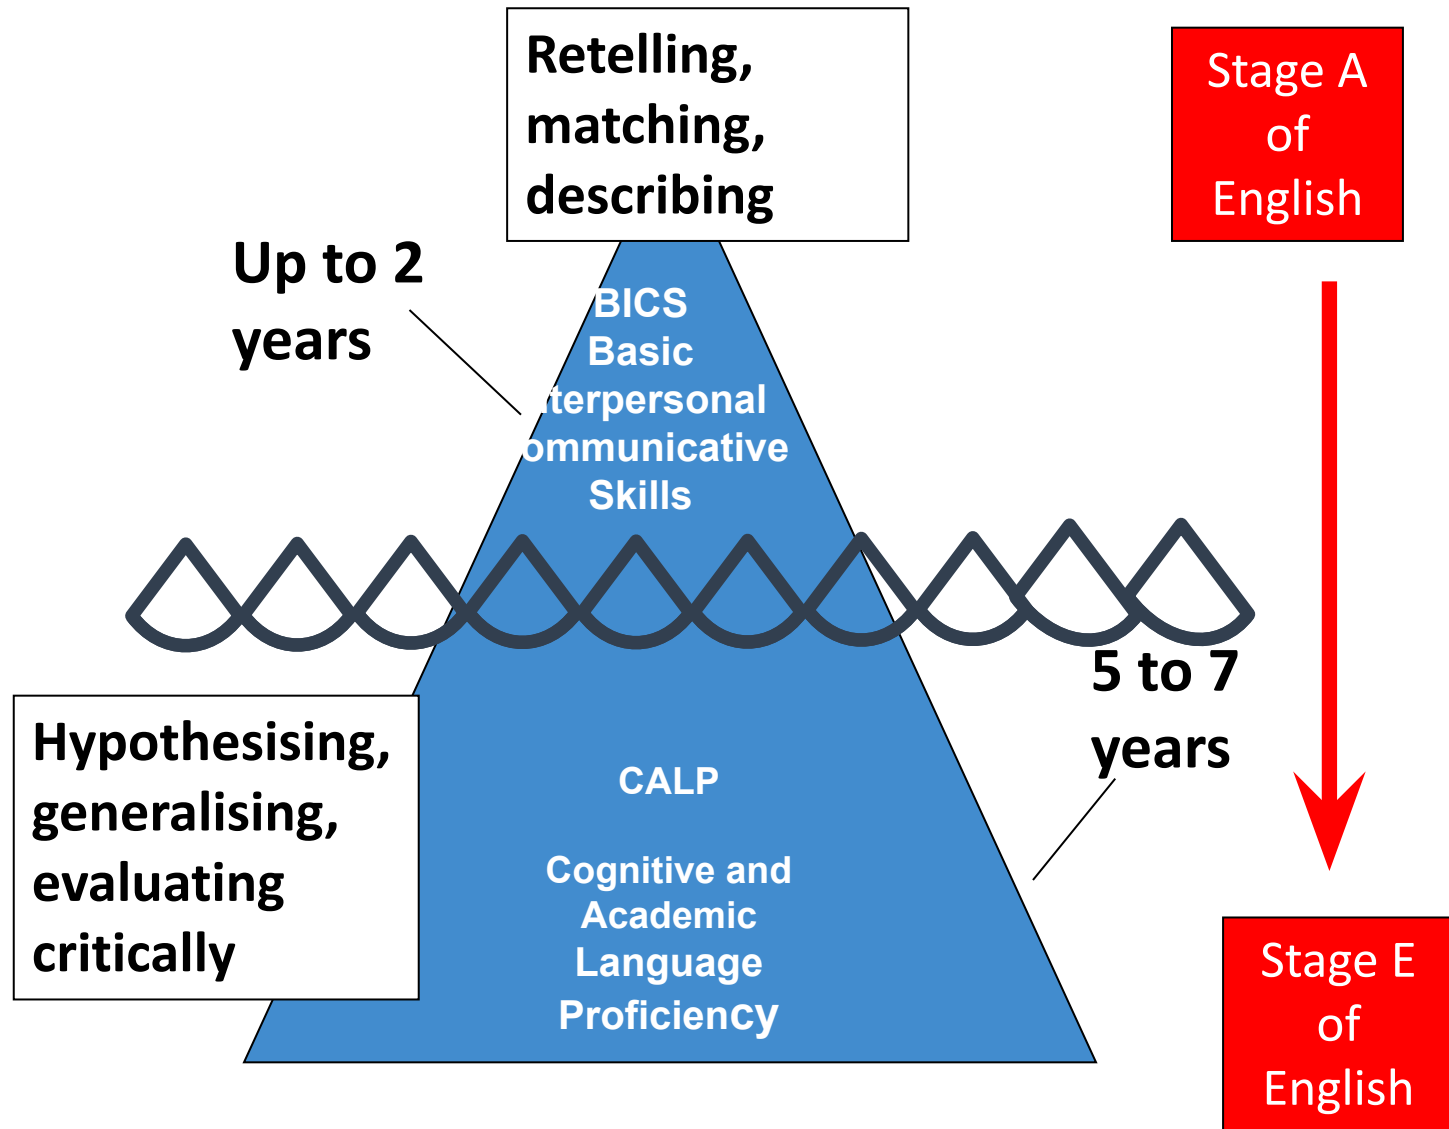 Retelling,
matching,
describing
Stage A
of
English
Up to 2
years
BICS
Basic
terpersonal
ommunicative
Skills
5 to 7
years
Hypothesising,
generalising,
evaluating
critically
CALP
Cognitive and
Academic
Language
Proficiency
Stage E
of
English